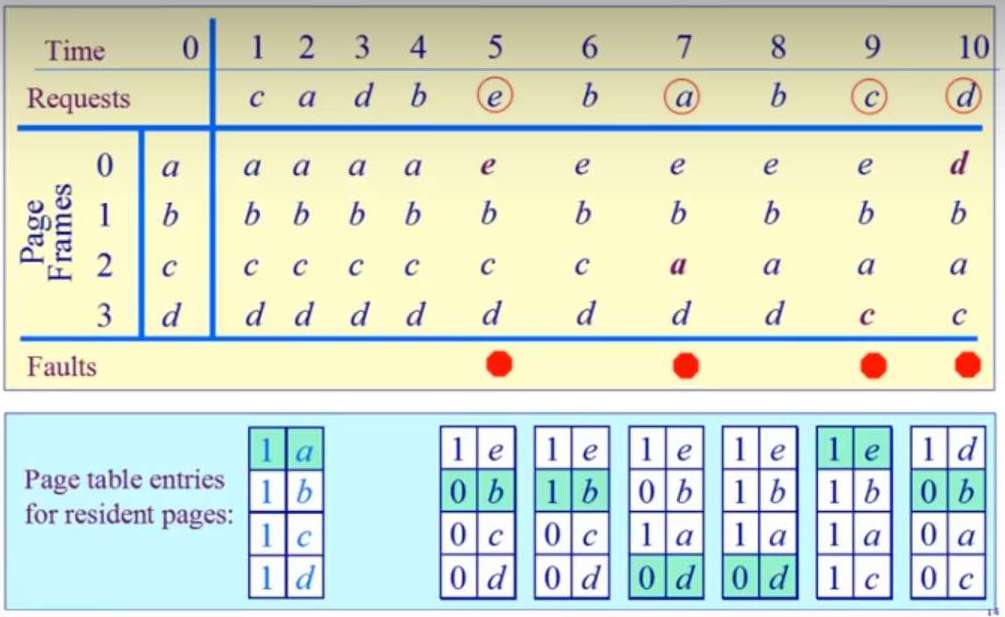 Time 0 1 2 3 4 5 6 7 8 9 10
Requests c a d b e b a b c d
Page Frames
0 a a a a a e e e e e d
1 b b b b b b b b b b b
2 c c c c c c c a a a a
3 d d d d d d d d d c c
Faults
Page table entries
for resident pages:
1 a 1 e 1 e 1 e 1 e 1 e 1 d
1 b 0 b 1 b 0 b 1 b 1 b 0 b
1 c 0 c 0 c 1 a 1 a 1 a 0 a
1 d 0 d 0 d 0 d 0 d 1 c 0 c